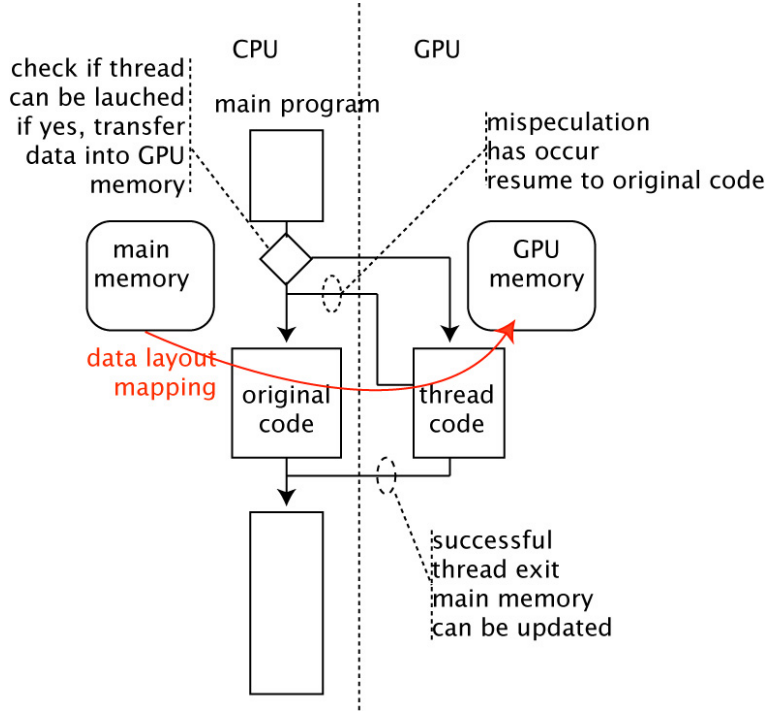 CPU
GPU
check if thread
can be lauched
if yes, transfer
data into GPU
memory
main program
mispeculation
has occur
resume to original code
main
memory
GPU
memory
data layout
mapping
original
code
thread
code
successful
thread exit
main memory
can be updated